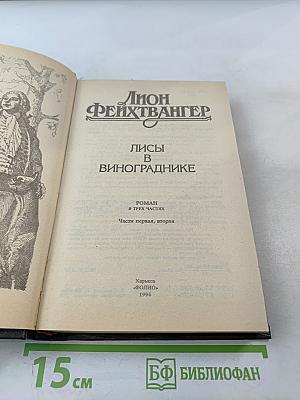 Лион
Фейхтвангер
ЛИСЫ
В
ВИНОГРАДНИКЕ
РОМАН
В ТРЕХ ЧАСТЯХ
Части первая, вторая
Харьков
«ФОЛИО»
1994
15 см
БФ БИБЛИОФАН